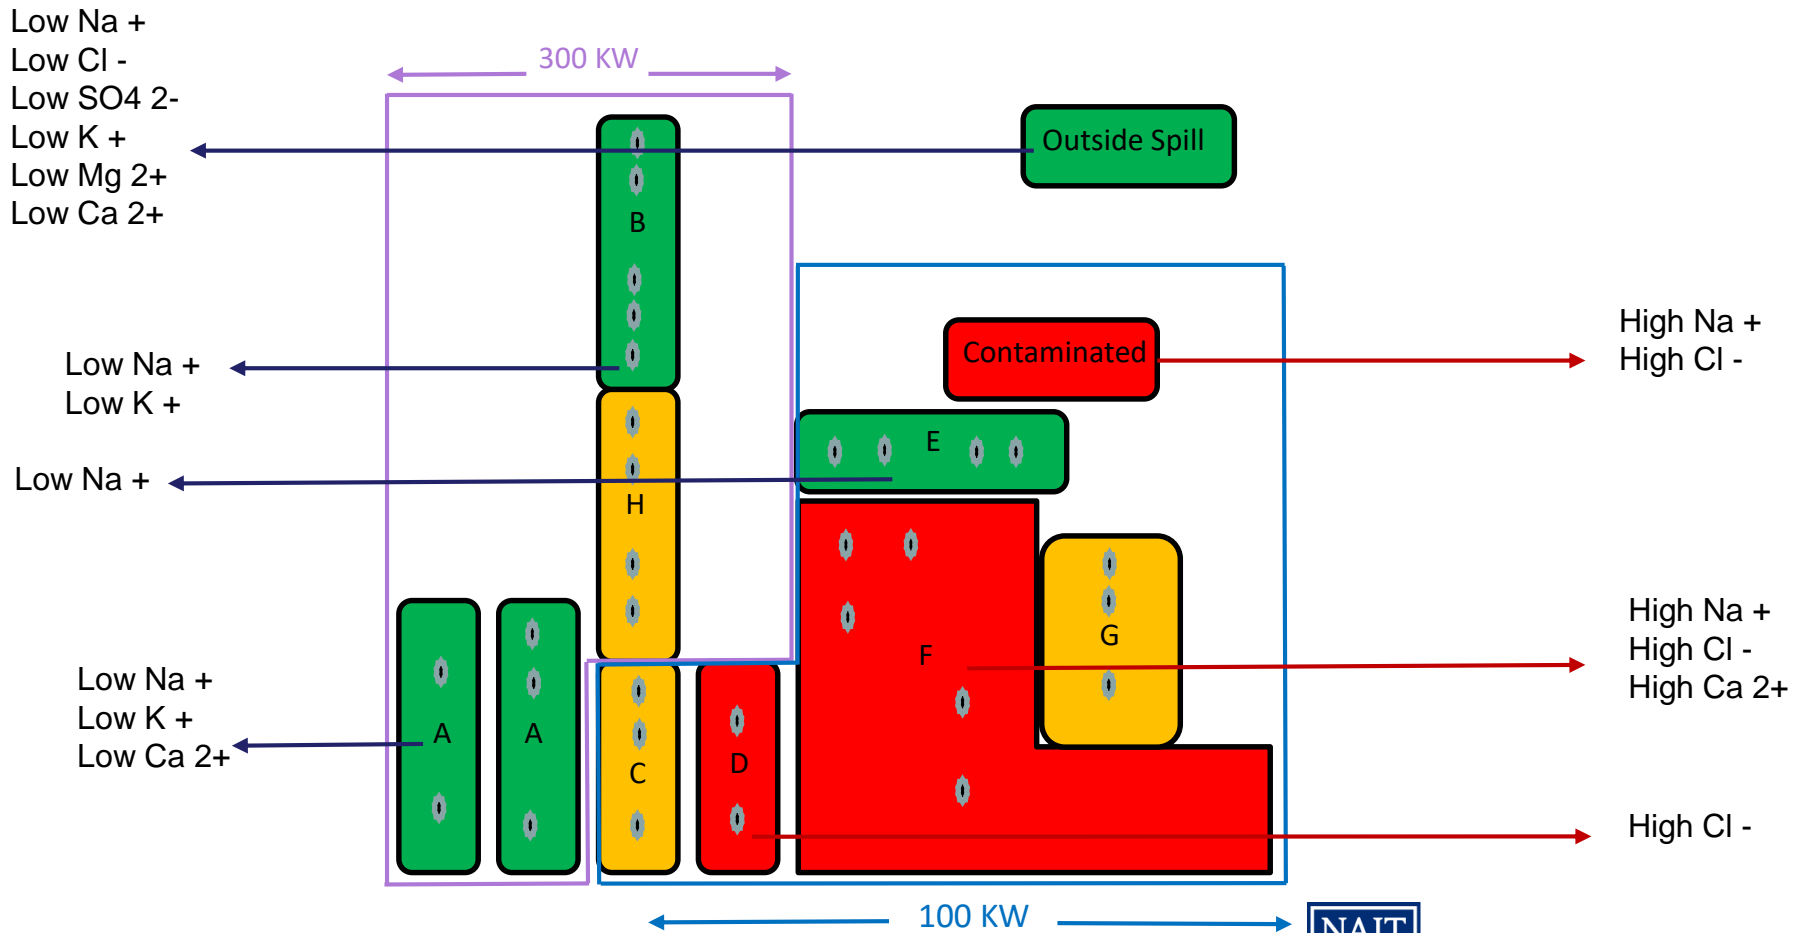 Low Na +
Low Cl -
Low SO4 2-
Low K +
Low Mg 2+
Low Ca 2+
300 KW
Outside Spill
B
Low Na +
Low K +
Contaminated
High Na +
High Cl -
E
Low Na +
H
F
G
High Na +
High Cl -
High Ca 2+
Low Na +
Low K +
Low Ca 2+
A
A
C
D
High Cl -
100 KW
NAIT